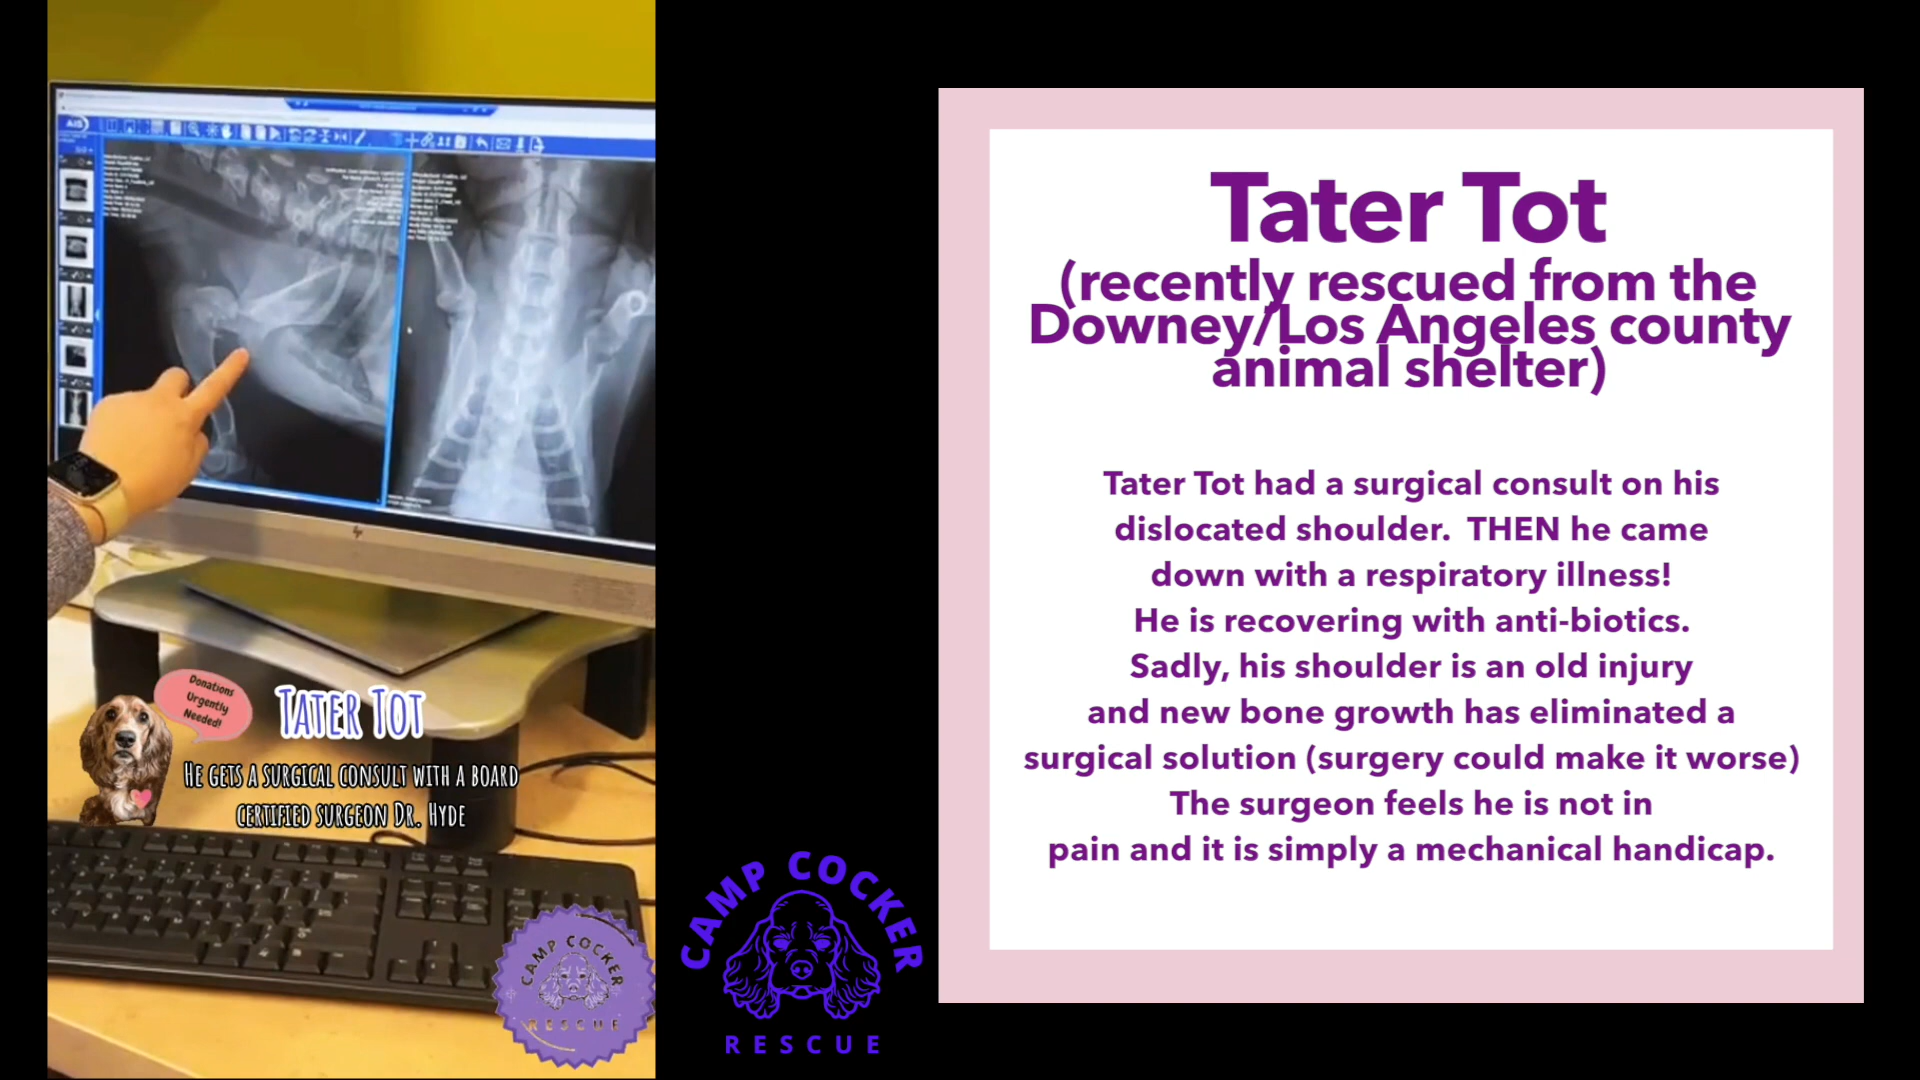 AIS
hp
Donations
Urgently
Needed!
TATER TOT
HE GETS A SURGICAL CONSULT WITH A BOARD
CERTIFIED SURGEON DR. HYDE
CAMP COCKER
RESCUE
CAMP COCKER
RESCUE
Tater Tot
(recently rescued from the
Downey/Los Angeles county
animal shelter)
Tater Tot had a surgical consult on his
dislocated shoulder. THEN he came
down with a respiratory illness!
He is recovering with anti-biotics.
Sadly, his shoulder is an old injury
and new bone growth has eliminated a
surgical solution (surgery could make it worse)
The surgeon feels he is not in
pain and it is simply a mechanical handicap.